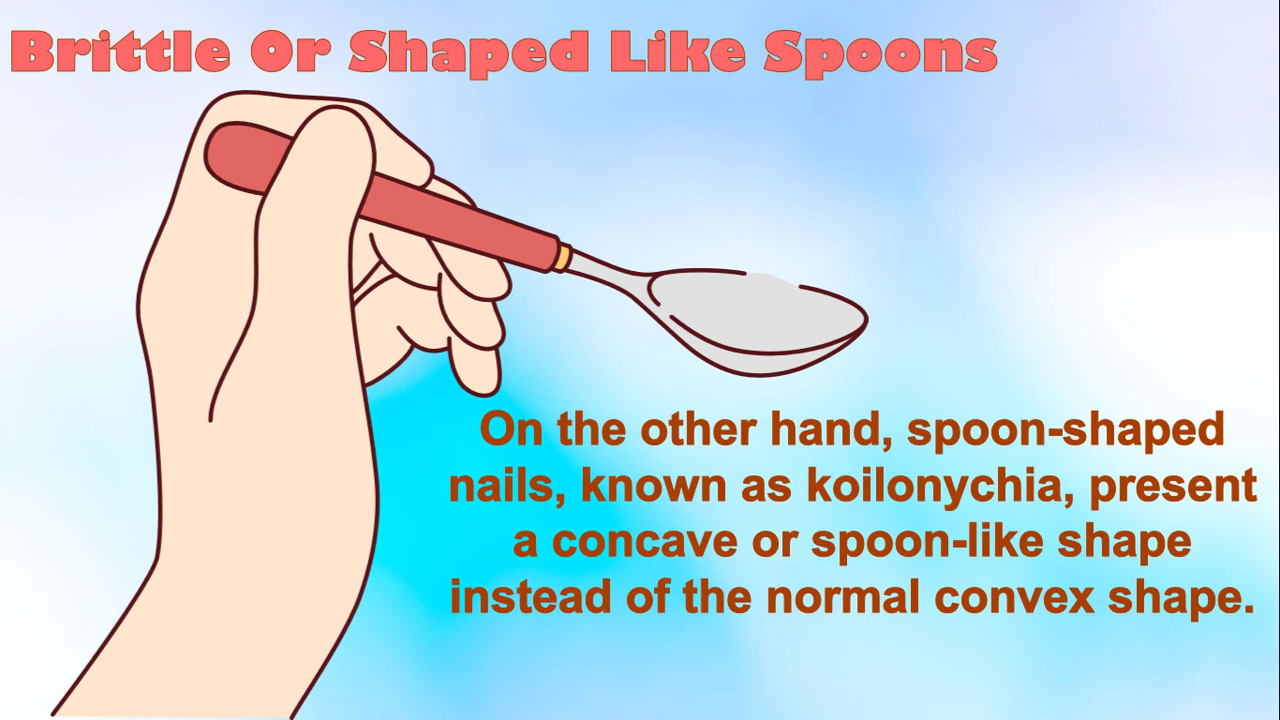 Brittle Or Shaped Like Spoons
On the other hand, spoon-shaped
nails, known as koilonychia, present
a concave or spoon-like shape
instead of the normal convex shape.